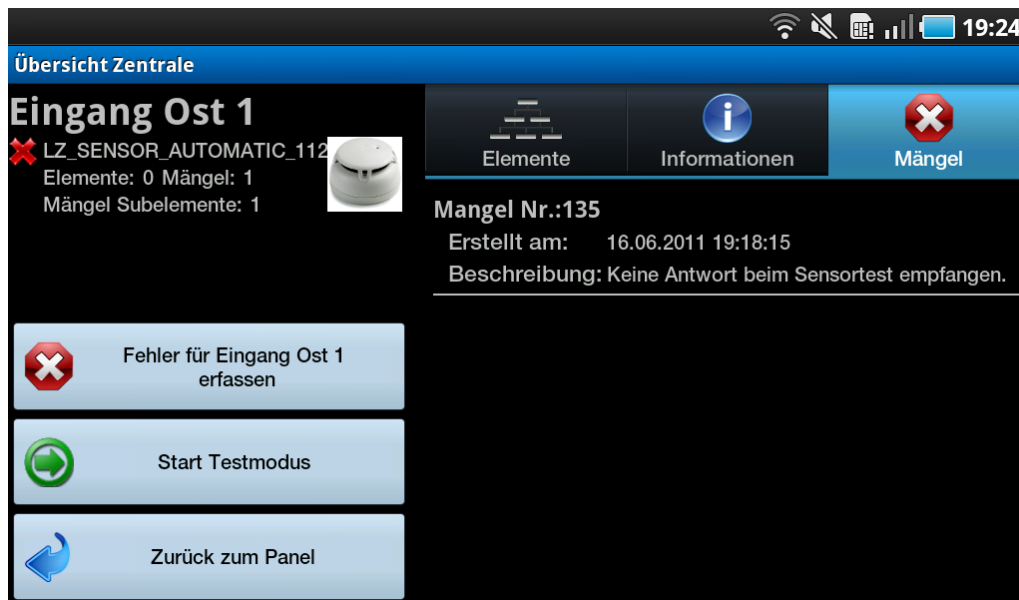 19:24
Übersicht Zentrale
Eingang Ost 1
LZ_SENSOR_AUTOMATIC_112
Elemente: 0 Mängel: 1
Mängel Subelemente: 1
Fehler für Eingang Ost 1
erfassen
Start Testmodus
Zurück zum Panel
Elemente
Informationen
Mängel
Mangel Nr.:135
Erstellt am: 16.06.2011 19:18:15
Beschreibung: Keine Antwort beim Sensortest empfangen.